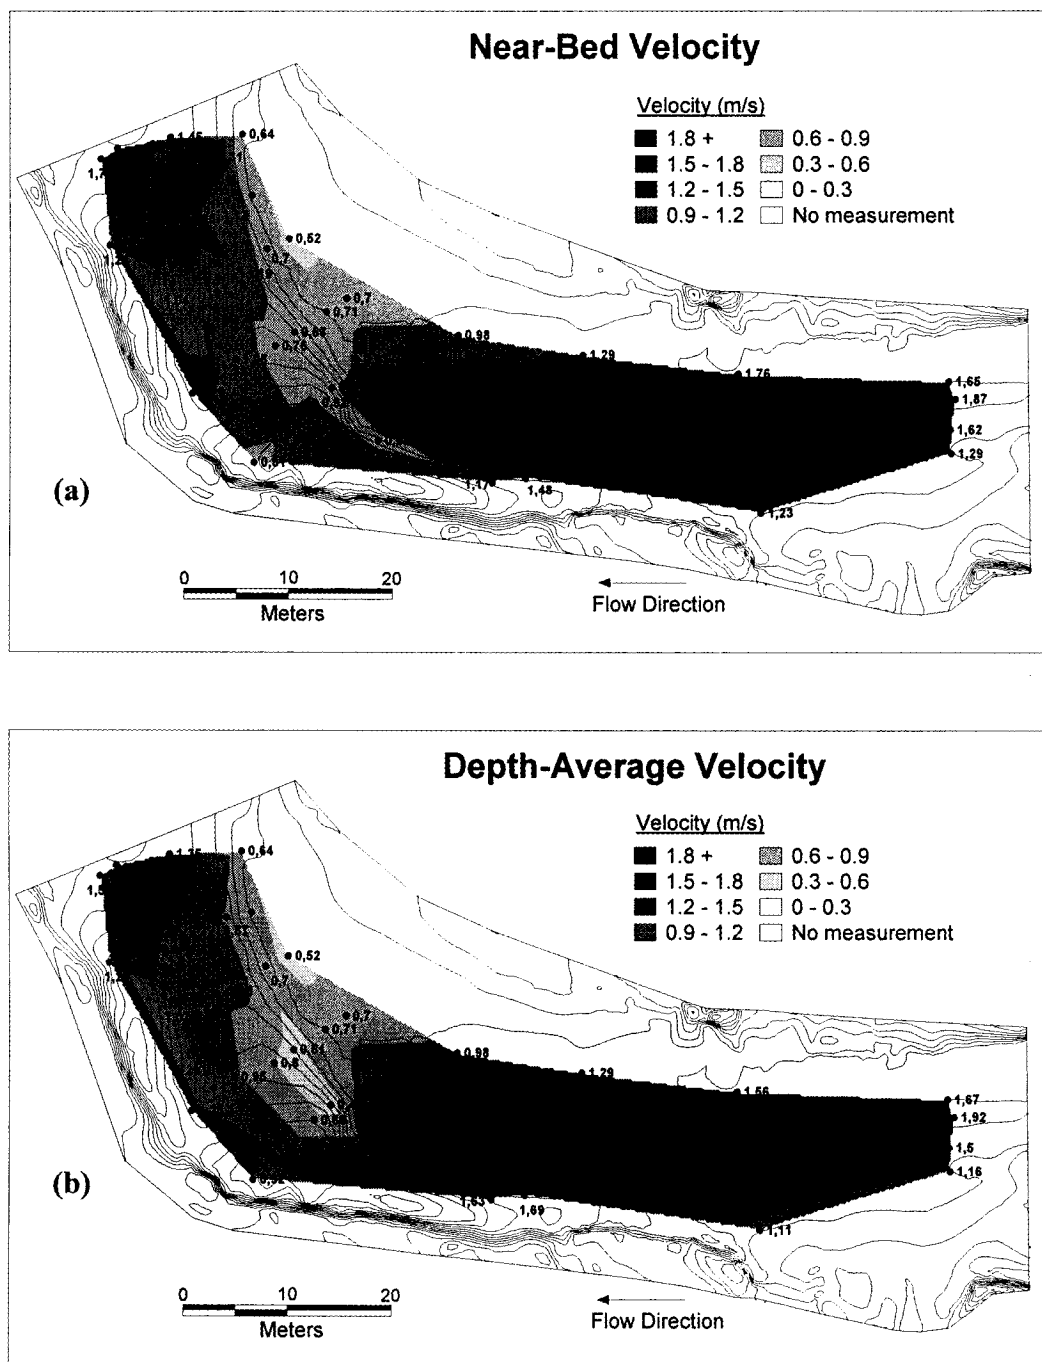 Near-Bed Velocity
Velocity (m/s)
1.8 +
0.6 - 0.9
1.5 - 1.8
0.3 - 0.6
1.2 - 1.5
0 - 0.3
0.9 - 1.2
No measurement
1,45
0,64
0,52
0,7
0,7
0,71
0,98
1,29
1,76
1,65
1,87
1,62
1,29
1,17
1,48
1,23
(a)
0 10 20
Meters
Flow Direction
Depth-Average Velocity
Velocity (m/s)
1.8 +
0.6 - 0.9
1.5 - 1.8
0.3 - 0.6
1.2 - 1.5
0 - 0.3
0.9 - 1.2
No measurement
0,64
0,52
0,7
0,7
0,71
0,98
1,29
1,56
1,67
1,92
1,5
1,16
1,69
1,11
(b)
0 10 20
Meters
Flow Direction